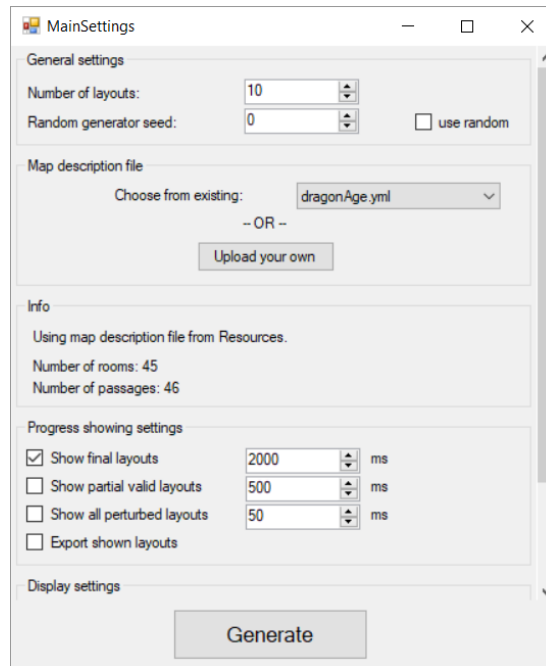 MainSettings
General settings
Number of layouts: 10
Random generator seed: 0 use random
Map description file
Choose from existing: dragonAge.yml
-- OR --
Upload your own
Info
Using map description file from Resources.
Number of rooms: 45
Number of passages: 46
Progress showing settings
Show final layouts 2000 ms
Show partial valid layouts 500 ms
Show all perturbed layouts 50 ms
Export shown layouts
Display settings
Generate